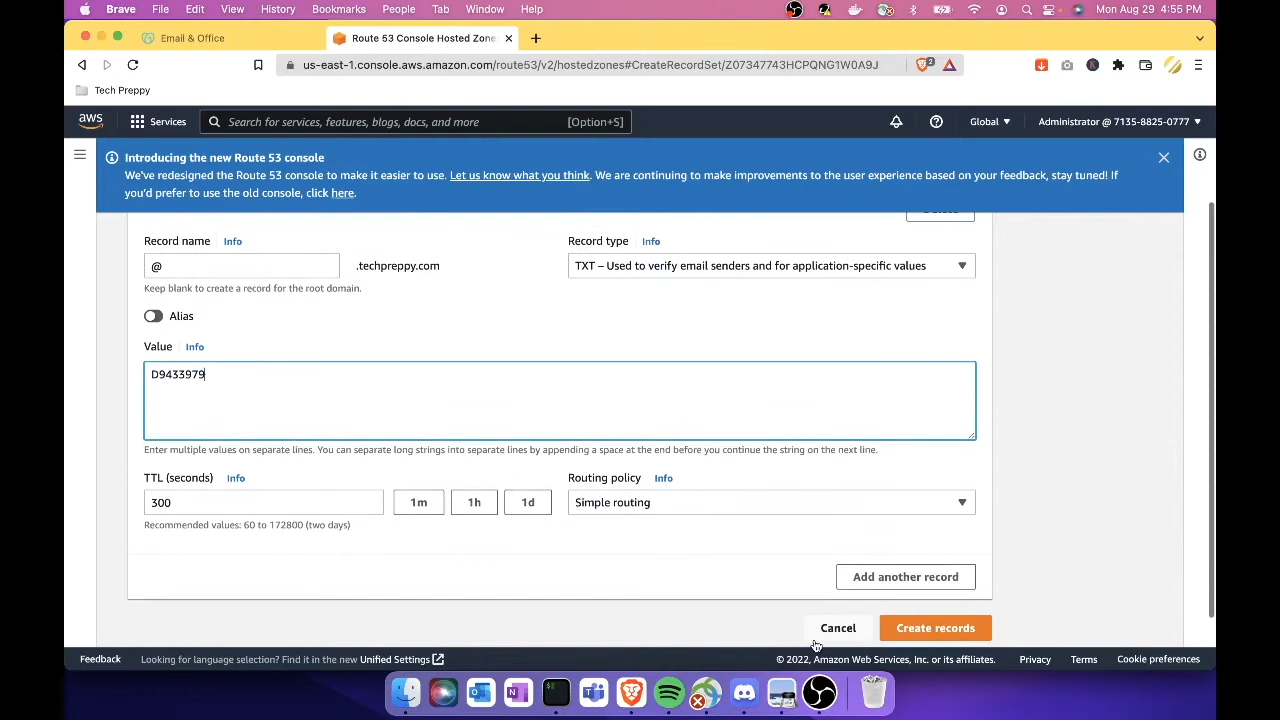 Brave File Edit View History Bookmarks People Tab Window Help Mon Aug 29 4:55 PM
Email & Office Route 53 Console Hosted Zone
us-east-1.console.aws.amazon.com/route53/v2/hostedzones#CreateRecordSet/Z07347743HCPQNG1W0A9J 2
Tech Preppy
aws Services Search for services, features, blogs, docs, and more [Option+S] Global Administrator @ 7135-8825-0777
Introducing the new Route 53 console
We've redesigned the Route 53 console to make it easier to use. Let us know what you think. We are continuing to make improvements to the user experience based on your feedback, stay tuned! If
you'd prefer to use the old console, click here.
Record name Info Record type Info
@ .techpreppy.com TXT – Used to verify email senders and for application-specific values
Keep blank to create a record for the root domain.
Alias
Value Info
D9433979
Enter multiple values on separate lines. You can separate long strings into separate lines by appending a space at the end before you continue the string on the next line.
TTL (seconds) Info Routing policy Info
300 1m 1h 1d Simple routing
Recommended values: 60 to 172800 (two days)
Add another record
Cancel Create records
Feedback Looking for language selection? Find it in the new Unified Settings © 2022, Amazon Web Services, Inc. or its affiliates. Privacy Terms Cookie preferences